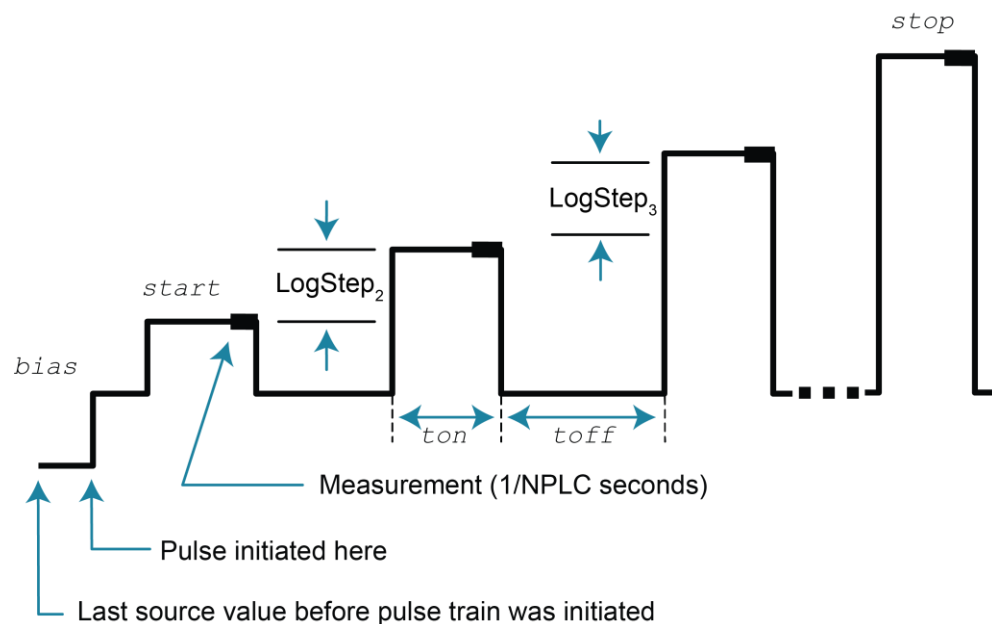 stop
LogStep3
LogStep2
start
bias
ton
toff
Measurement (1/NPLC seconds)
Pulse initiated here
Last source value before pulse train was initiated